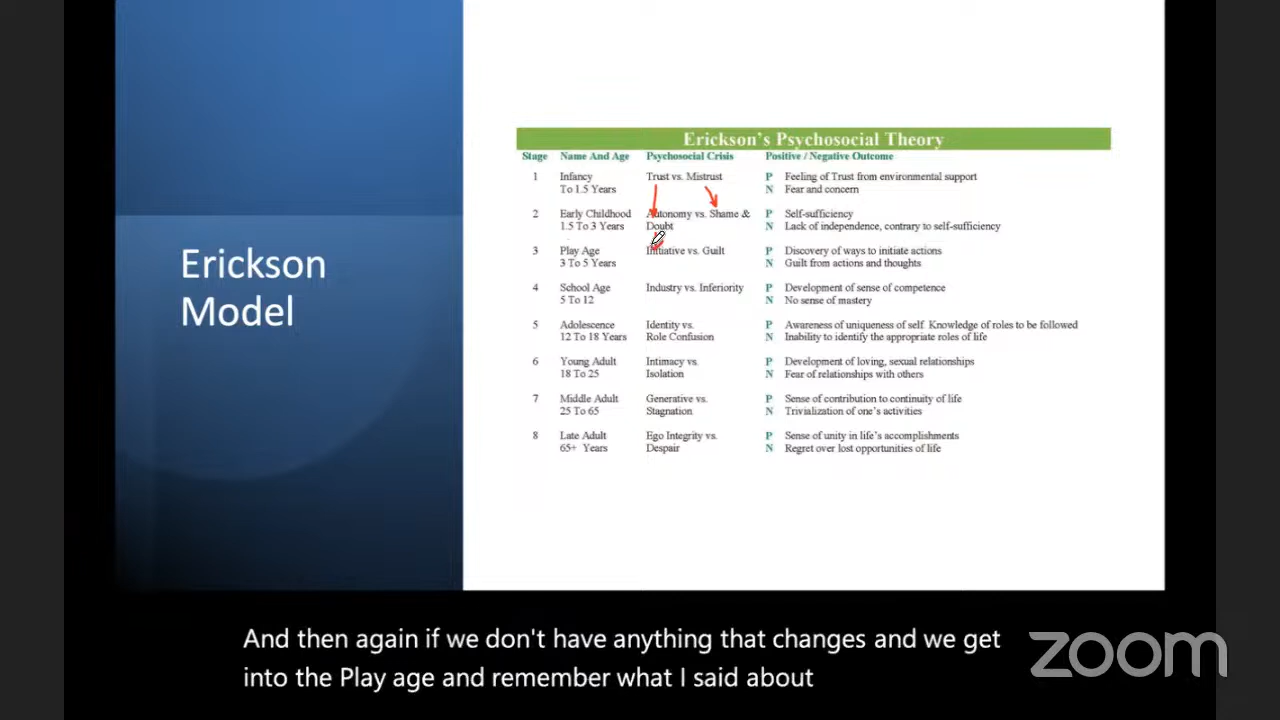 Erickson
Model
Erickson's Psychosocial Theory
Stage Name And Age Psychosocial Crisis Positive / Negative Outcome
1 Infancy Trust vs. Mistrust P Feeling of Trust from environmental support
To 1.5 Years N Fear and concern
2 Early Childhood Autonomy vs. Shame & P Self-sufficiency
1.5 To 3 Years Doubt N Lack of independence, contrary to self-sufficiency
3 Play Age Initiative vs. Guilt P Discovery of ways to initiate actions
3 To 5 Years N Guilt from actions and thoughts
4 School Age Industry vs. Inferiority P Development of sense of competence
5 To 12 N No sense of mastery
5 Adolescence Identity vs. P Awareness of uniqueness of self. Knowledge of roles to be followed
12 To 18 Years Role Confusion N Inability to identify the appropriate roles of life
6 Young Adult Intimacy vs. P Development of loving, sexual relationships
18 To 25 Isolation N Fear of relationships with others
7 Middle Adult Generative vs. P Sense of contribution to continuity of life
25 To 65 Stagnation N Trivialization of one's activities
8 Late Adult Ego Integrity vs. P Sense of unity in life's accomplishments
65+ Years Despair N Regret over lost opportunities of life
And then again if we don't have anything that changes and we get
into the Play age and remember what I said about
zoom